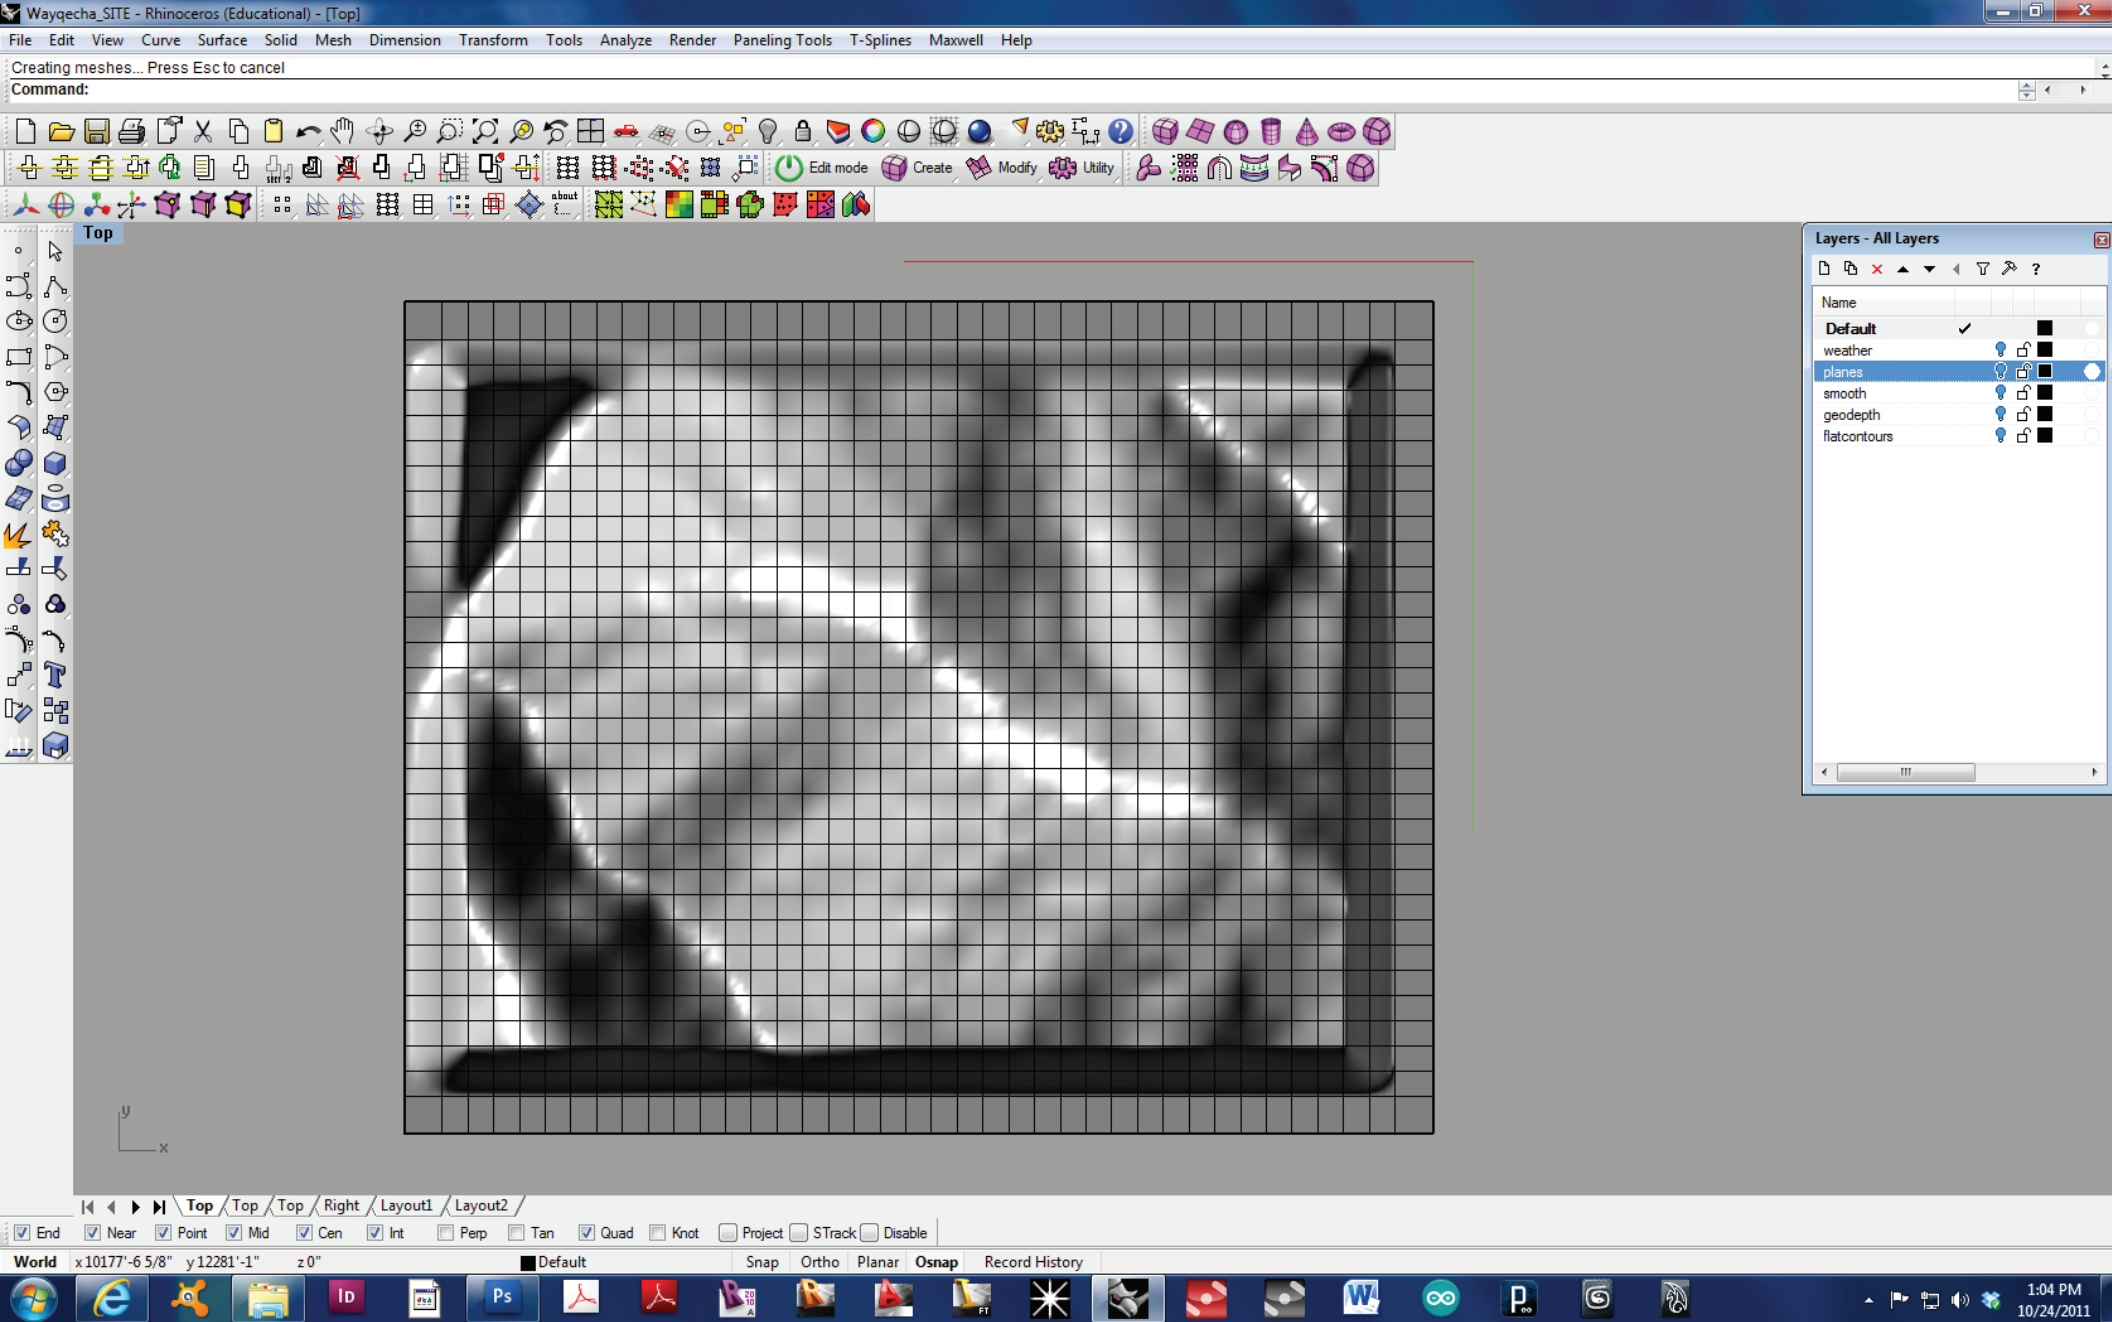 Wayqecha_SITE - Rhinoceros (Educational) - [Top]
File Edit View Curve Surface Solid Mesh Dimension Transform Tools Analyze Render Paneling Tools T-Splines Maxwell Help
Creating meshes... Press Esc to cancel
Command:
Edit mode Create Modify Utility
about
Top
Layers - All Layers
Name
Default
weather
planes
smooth
geodepth
flatcontours
y
x
Top Top Top Right Layout1 Layout2
End Near Point Mid Cen Int Perp Tan Quad Knot Project STrack Disable
World x 10177'-6 5/8" y 12281'-1" z 0" Default Snap Ortho Planar Osnap Record History
ID Ps
1:04 PM
10/24/2011